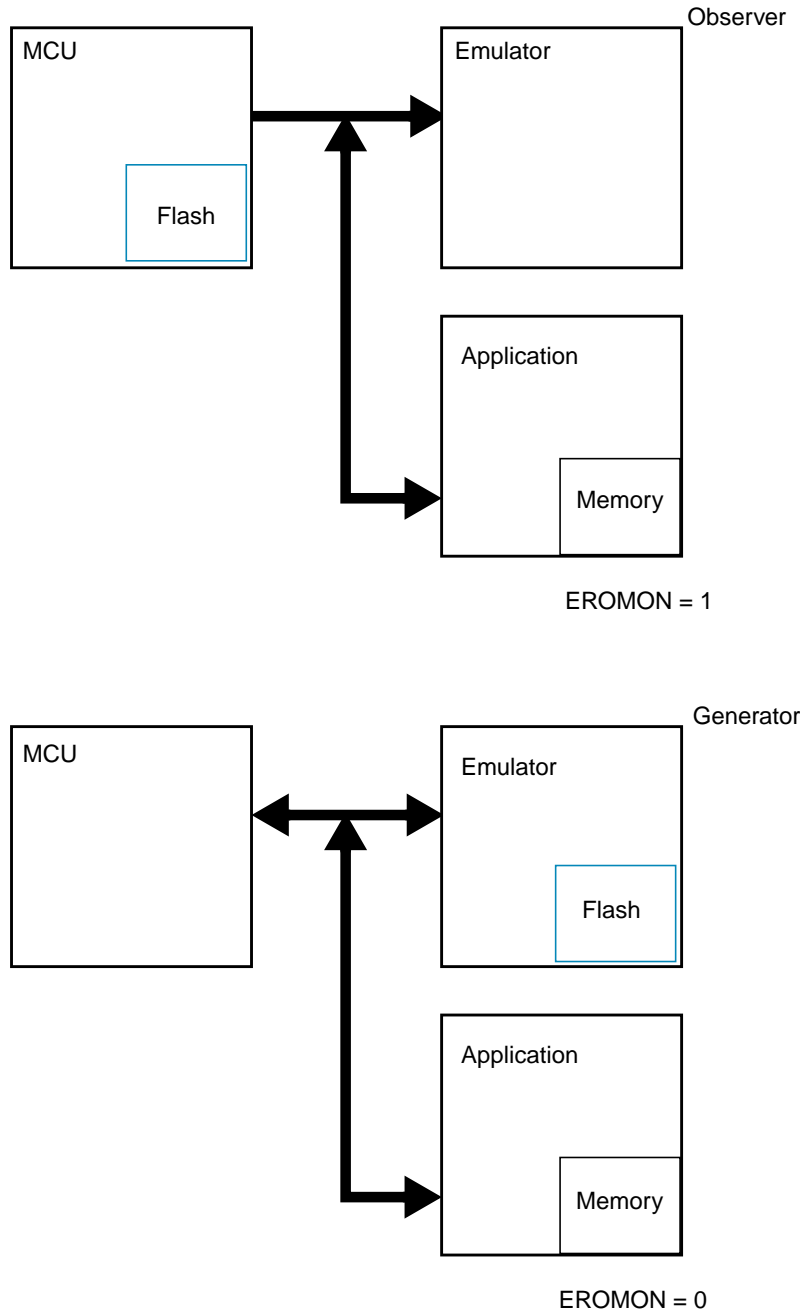 Observer
MCU
Emulator
Flash
Application
Memory
EROMON = 1
Generator
MCU
Emulator
Flash
Application
Memory
EROMON = 0